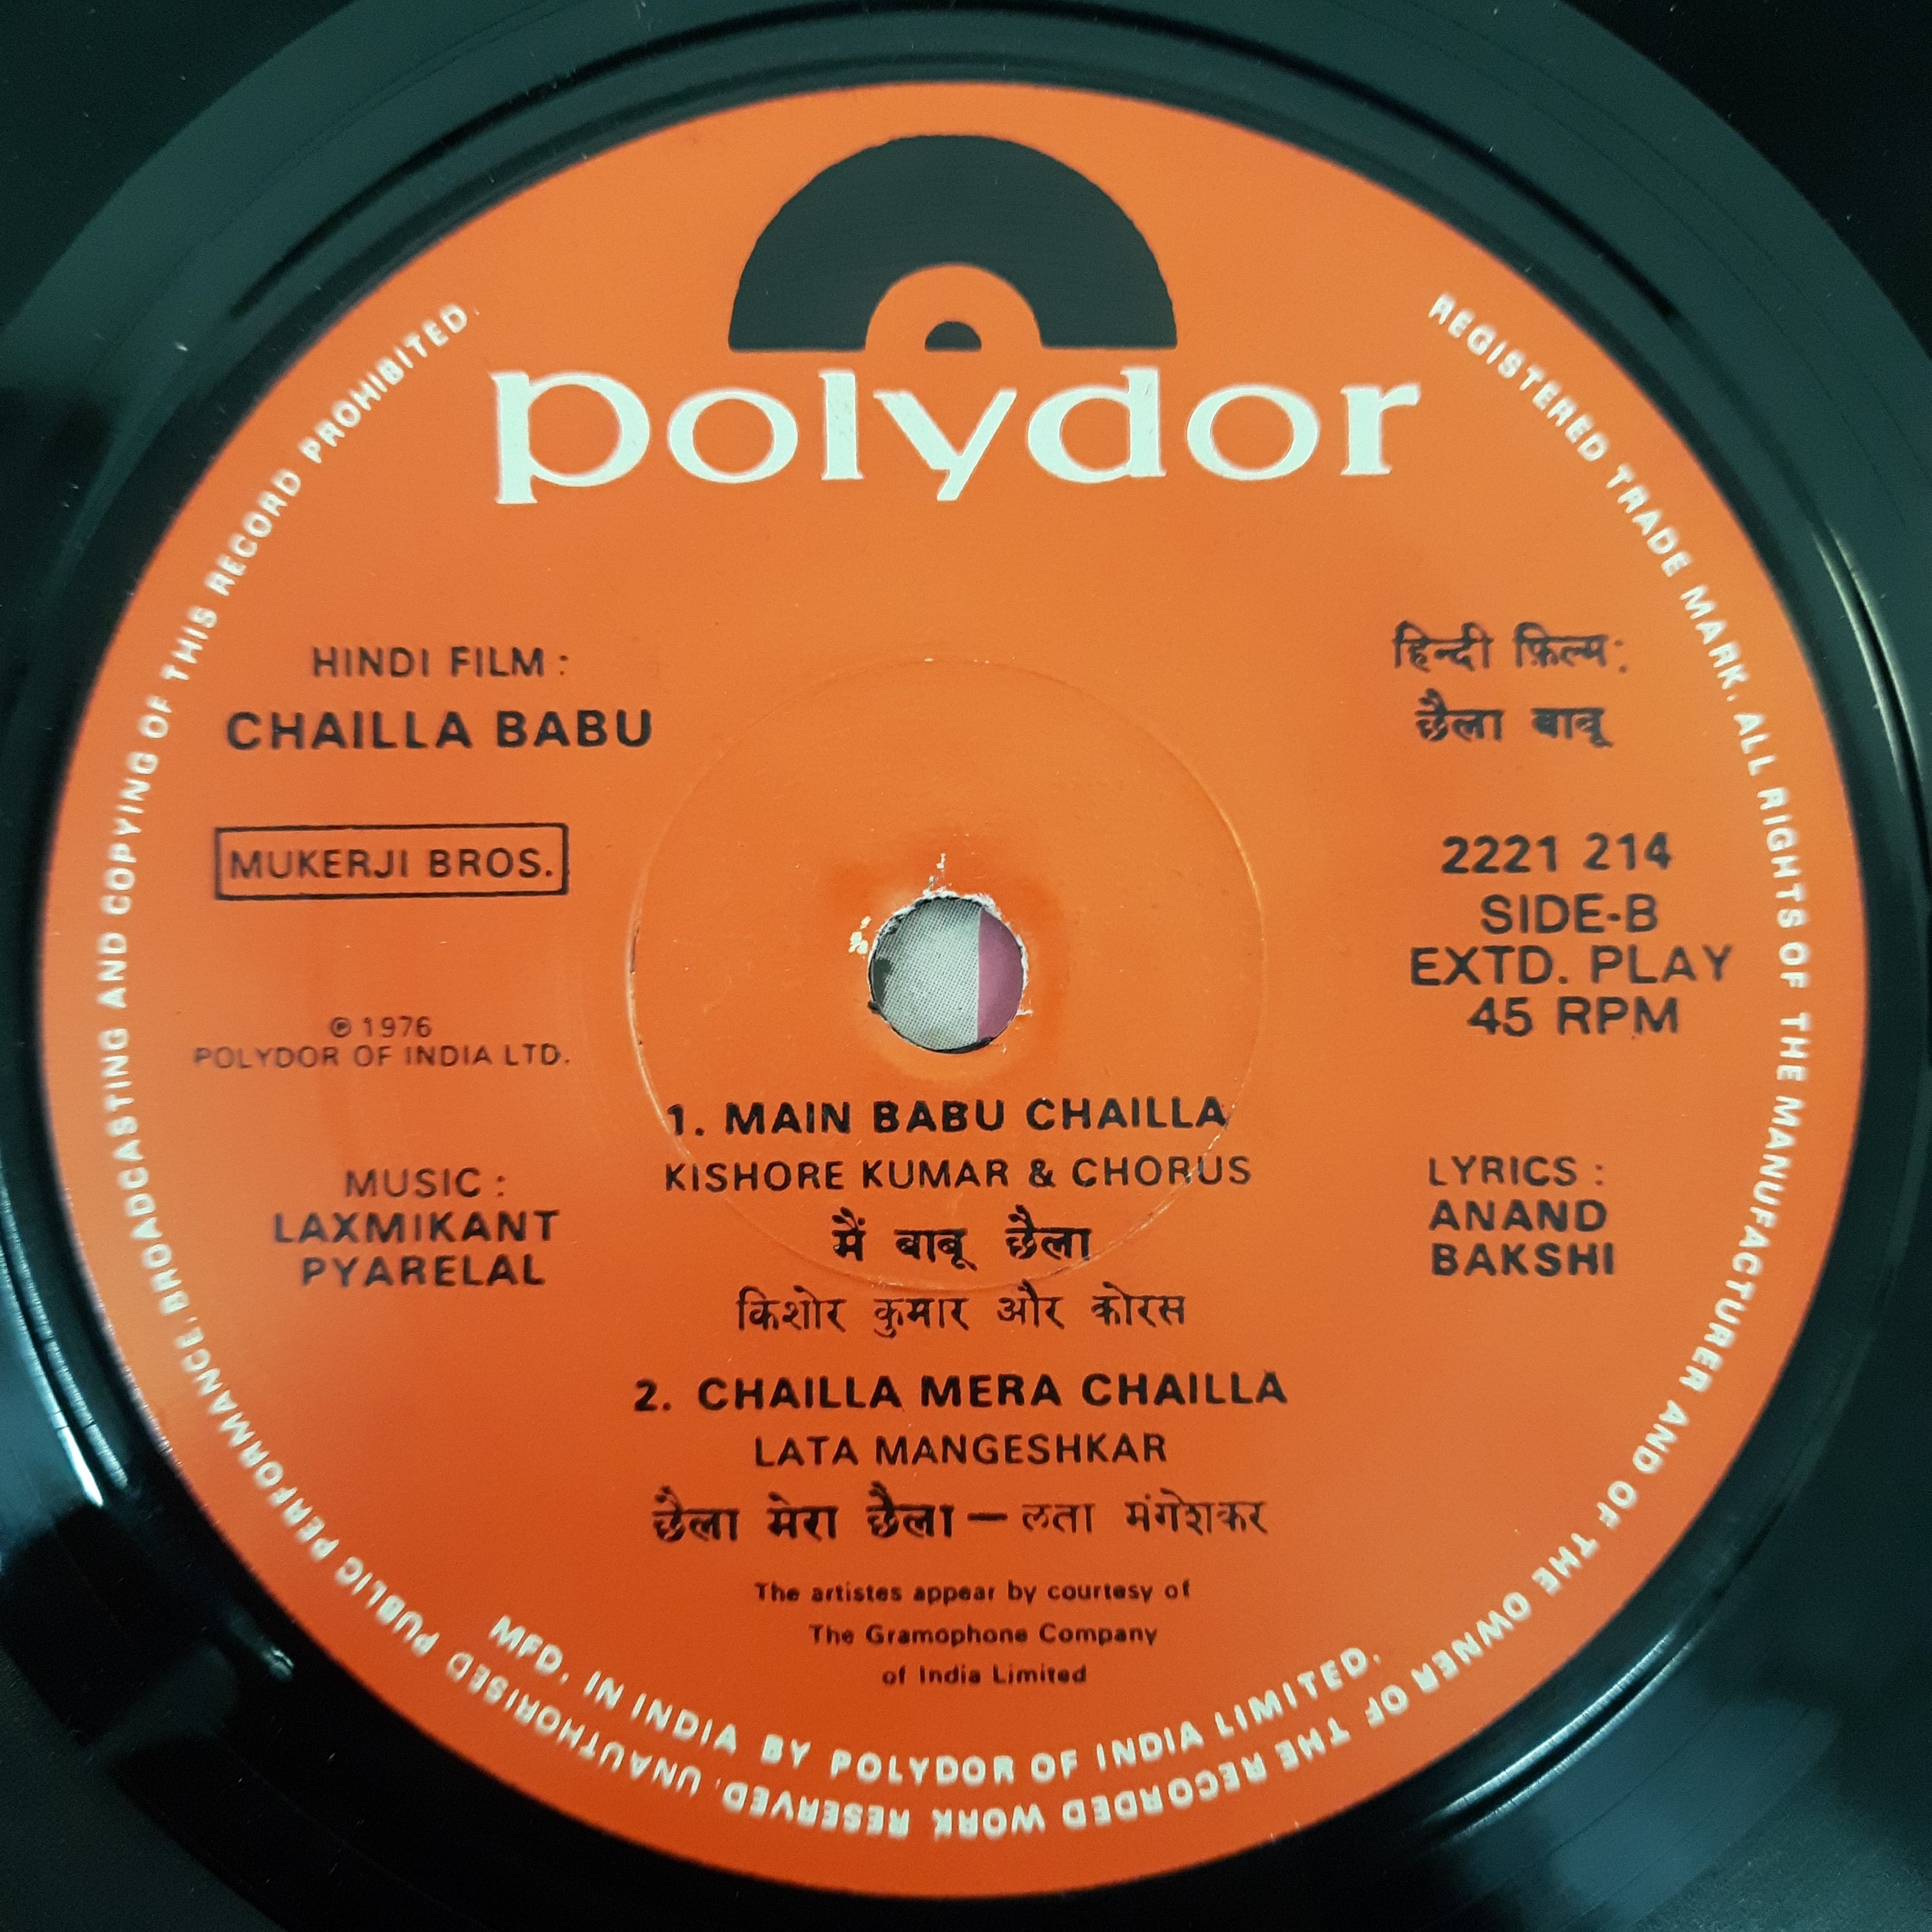 polydor
HINDI FILM :
CHAILLA BABU
हिन्दी फ़िल्म:
छैला बाबू
MUKERJI BROS.
2221 214
SIDE-B
EXTD. PLAY
45 RPM
℗ 1976
POLYDOR OF INDIA LTD.
MUSIC :
LAXMIKANT
PYARELAL
LYRICS :
ANAND
BAKSHI
1. MAIN BABU CHAILLA
KISHORE KUMAR & CHORUS
मैं बाबू छैला
किशोर कुमार और कोरस
2. CHAILLA MERA CHAILLA
LATA MANGESHKAR
छैला मेरा छैला — लता मंगेशकर
The artistes appear by courtesy of
The Gramophone Company
of India Limited
MFD. IN INDIA BY POLYDOR OF INDIA LIMITED.
REGISTERED TRADE MARK. ALL RIGHTS OF THE MANUFACTURER AND OF THE OWNER OF THE RECORDED WORK RESERVED. UNAUTHORISED PUBLIC PERFORMANCE, BROADCASTING AND COPYING OF THIS RECORD PROHIBITED.